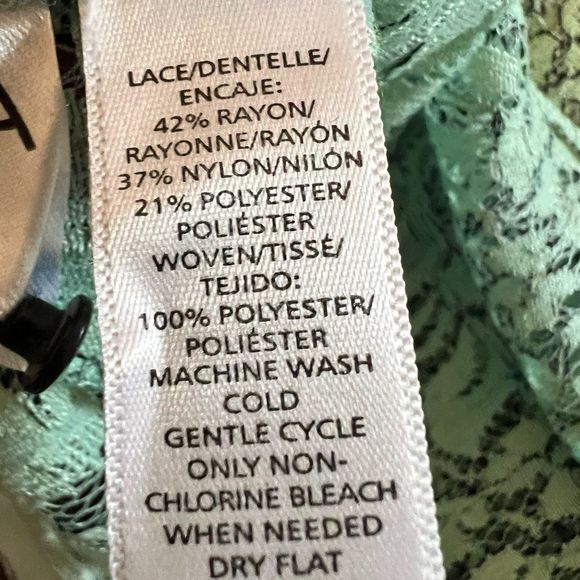 LACE/DENTELLE/
ENCAJE:
42% RAYON/
RAYONNE/RAYÓN
37% NYLON/NILÓN
21% POLYESTER/
POLIÉSTER
WOVEN/TISSÉ/
TEJIDO:
100% POLYESTER/
POLIÉSTER
MACHINE WASH
COLD
GENTLE CYCLE
ONLY NON-
CHLORINE BLEACH
WHEN NEEDED
DRY FLAT